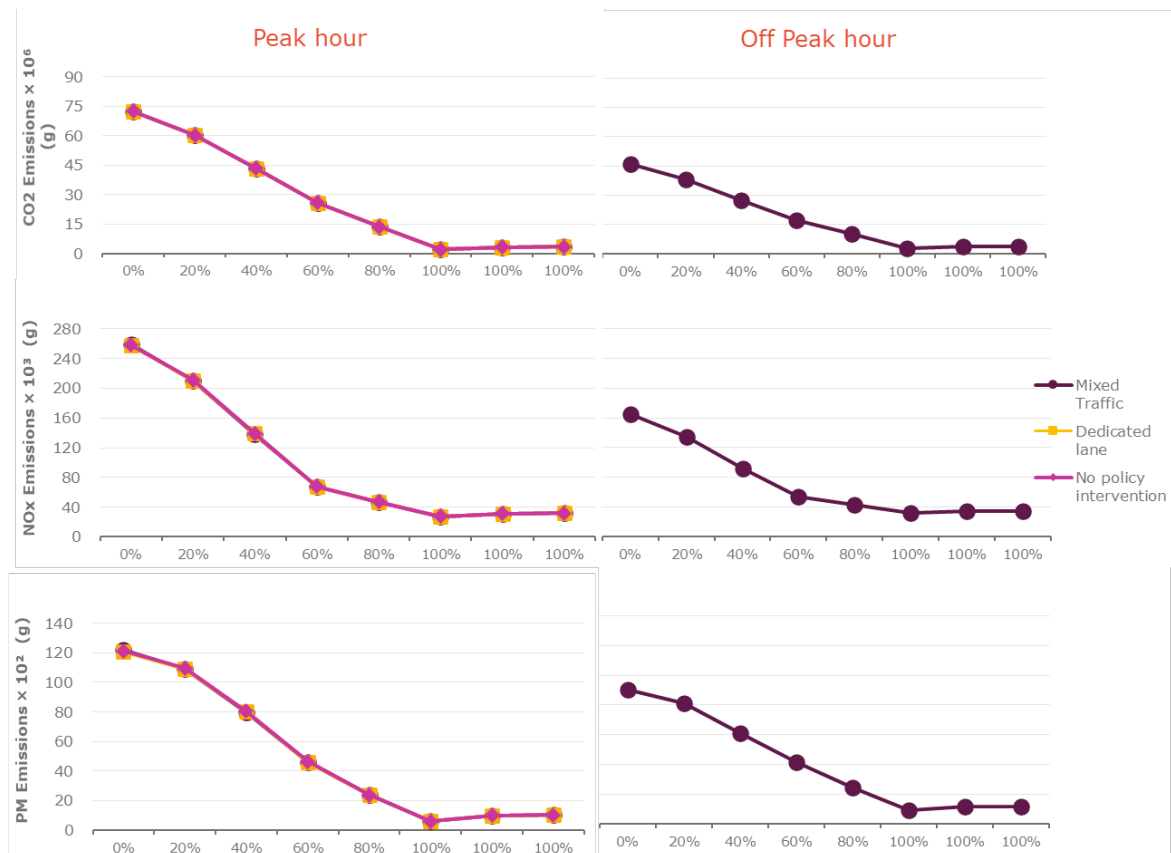 Peak hour
Off Peak hour
CO2 Emissions × 10⁶
(g)
90
75
60
45
30
15
0
0% 20% 40% 60% 80% 100% 100% 100%
0% 20% 40% 60% 80% 100% 100% 100%
NOx Emissions × 10³ (g)
280
240
200
160
120
80
40
0
0% 20% 40% 60% 80% 100% 100% 100%
0% 20% 40% 60% 80% 100% 100% 100%
Mixed
Traffic
Dedicated
lane
No policy
intervention
PM Emissions × 10² (g)
140
120
100
80
60
40
20
0
0% 20% 40% 60% 80% 100% 100% 100%
0% 20% 40% 60% 80% 100% 100% 100%